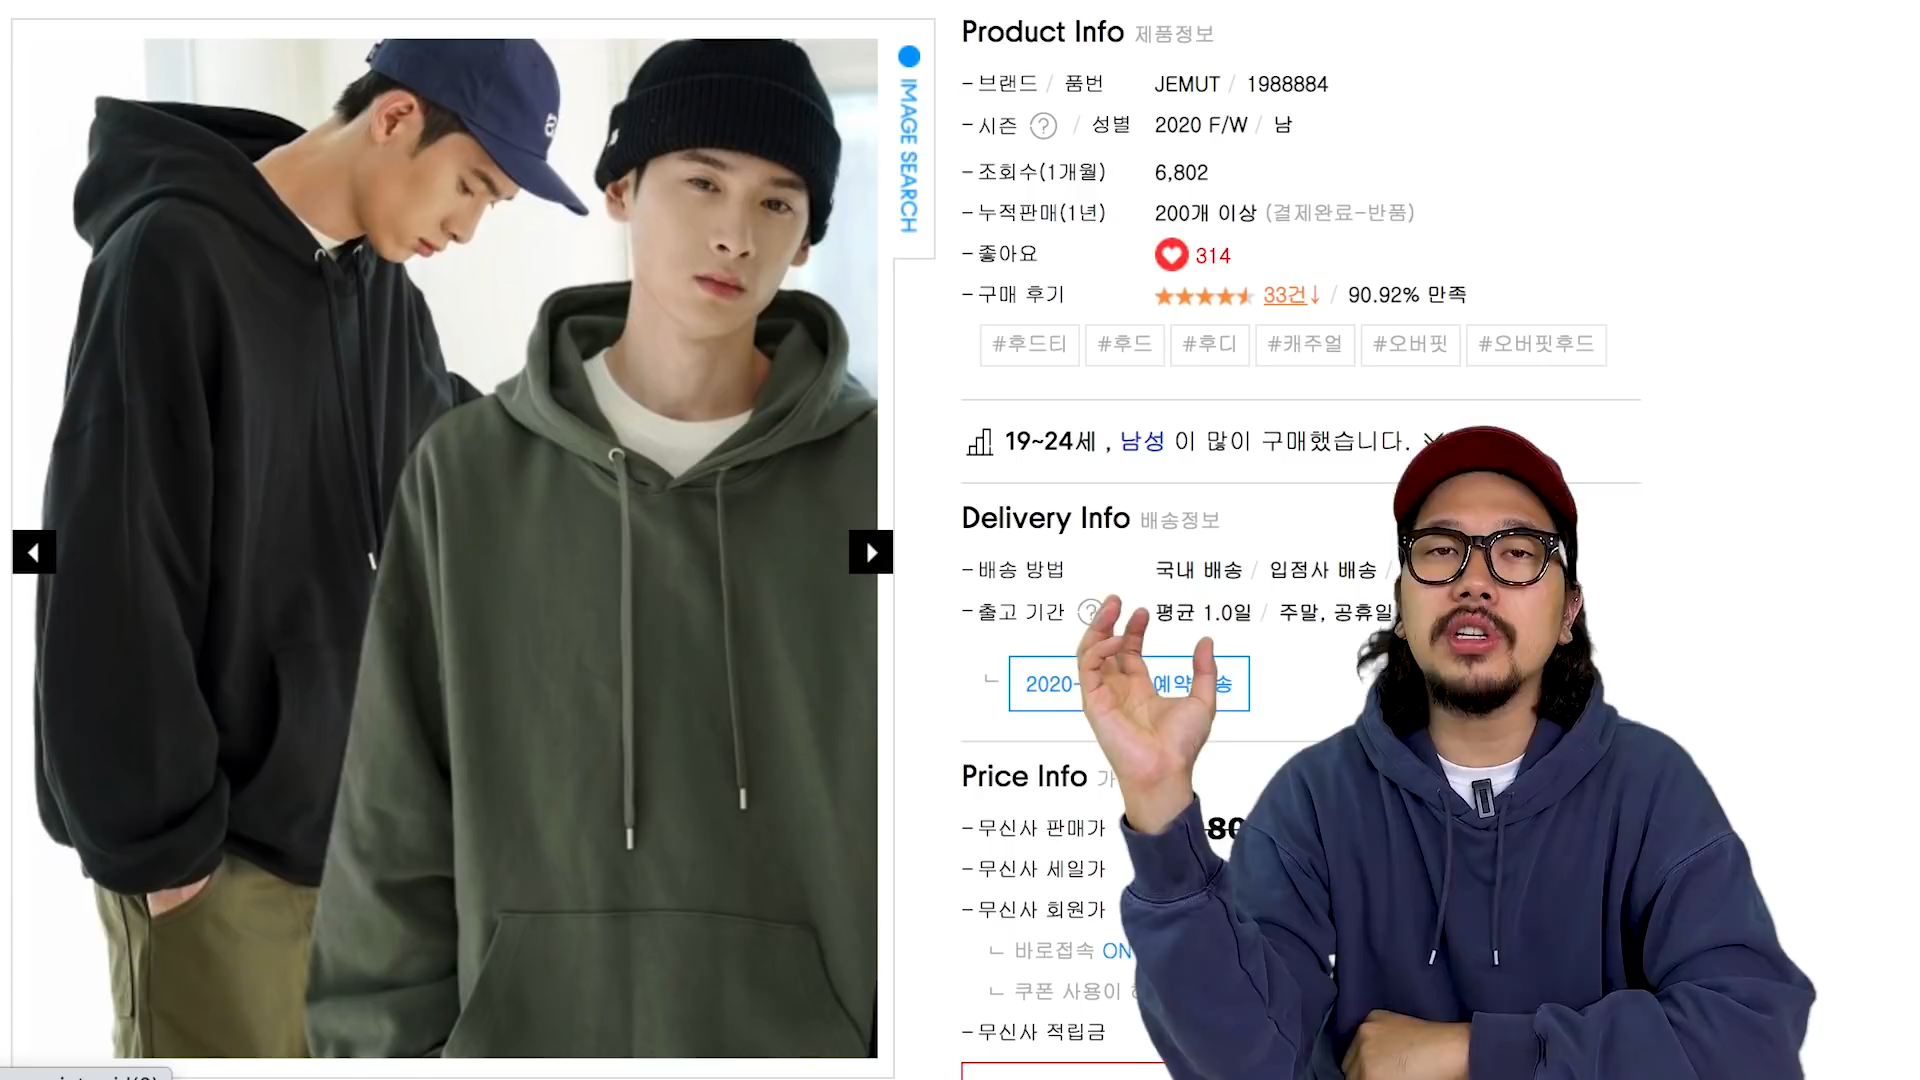 IMAGE SEARCH
Product Info 제품정보
- 브랜드 / 품번 JEMUT / 1988884
- 시즌 ? / 성별 2020 F/W / 남
- 조회수(1개월) 6,802
- 누적판매(1년) 200개 이상 (결제완료-반품)
- 좋아요 314
- 구매 후기 33건↓ / 90.92% 만족
#후드티 #후드 #후디 #캐주얼 #오버핏 #오버핏후드
19~24세 , 남성 이 많이 구매했습니다.
Delivery Info 배송정보
- 배송 방법 국내 배송 / 입점사 배송 /
- 출고 기간 ? 평균 1.0일 / 주말, 공휴일
2020- 예약 송
Price Info
- 무신사 판매가 80
- 무신사 세일가
- 무신사 회원가
ㄴ 바로접속 ON
ㄴ 쿠폰 사용이
- 무신사 적립금